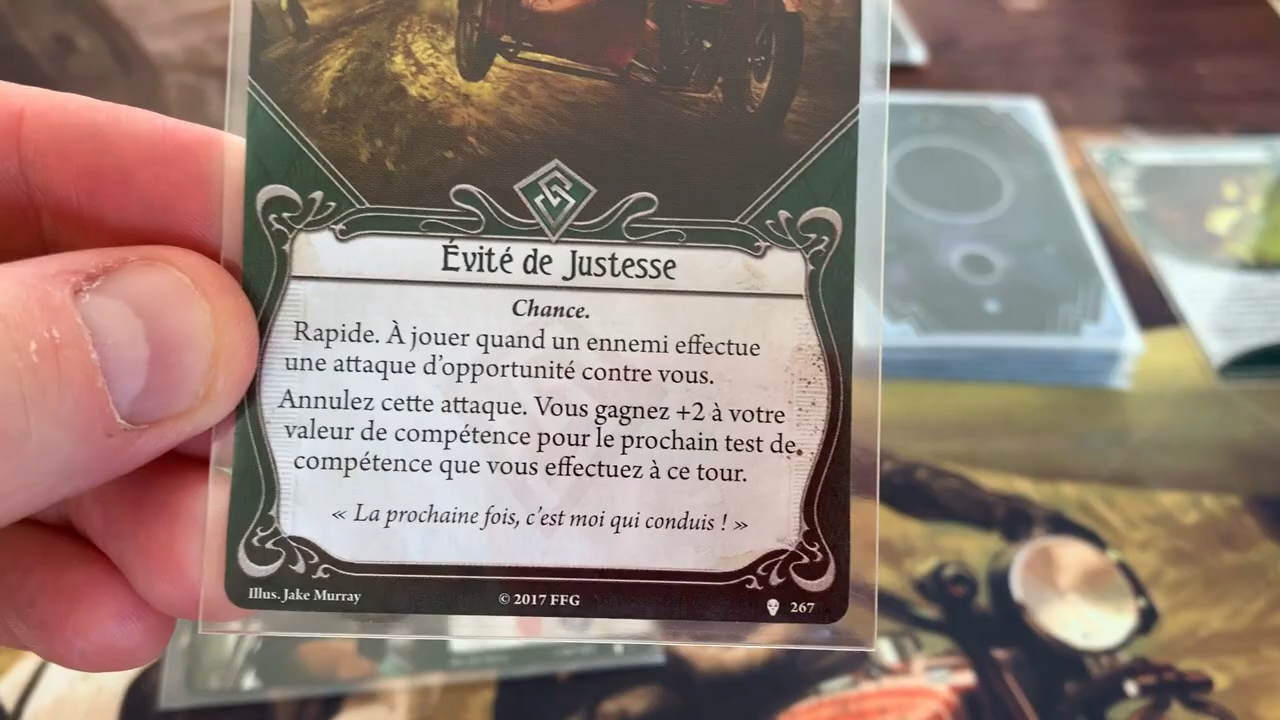 Évité de Justesse
Chance.
Rapide. À jouer quand un ennemi effectue
une attaque d'opportunité contre vous.
Annulez cette attaque. Vous gagnez +2 à votre
valeur de compétence pour le prochain test de
compétence que vous effectuez à ce tour.
« La prochaine fois, c'est moi qui conduis ! »
Illus. Jake Murray
© 2017 FFG
267